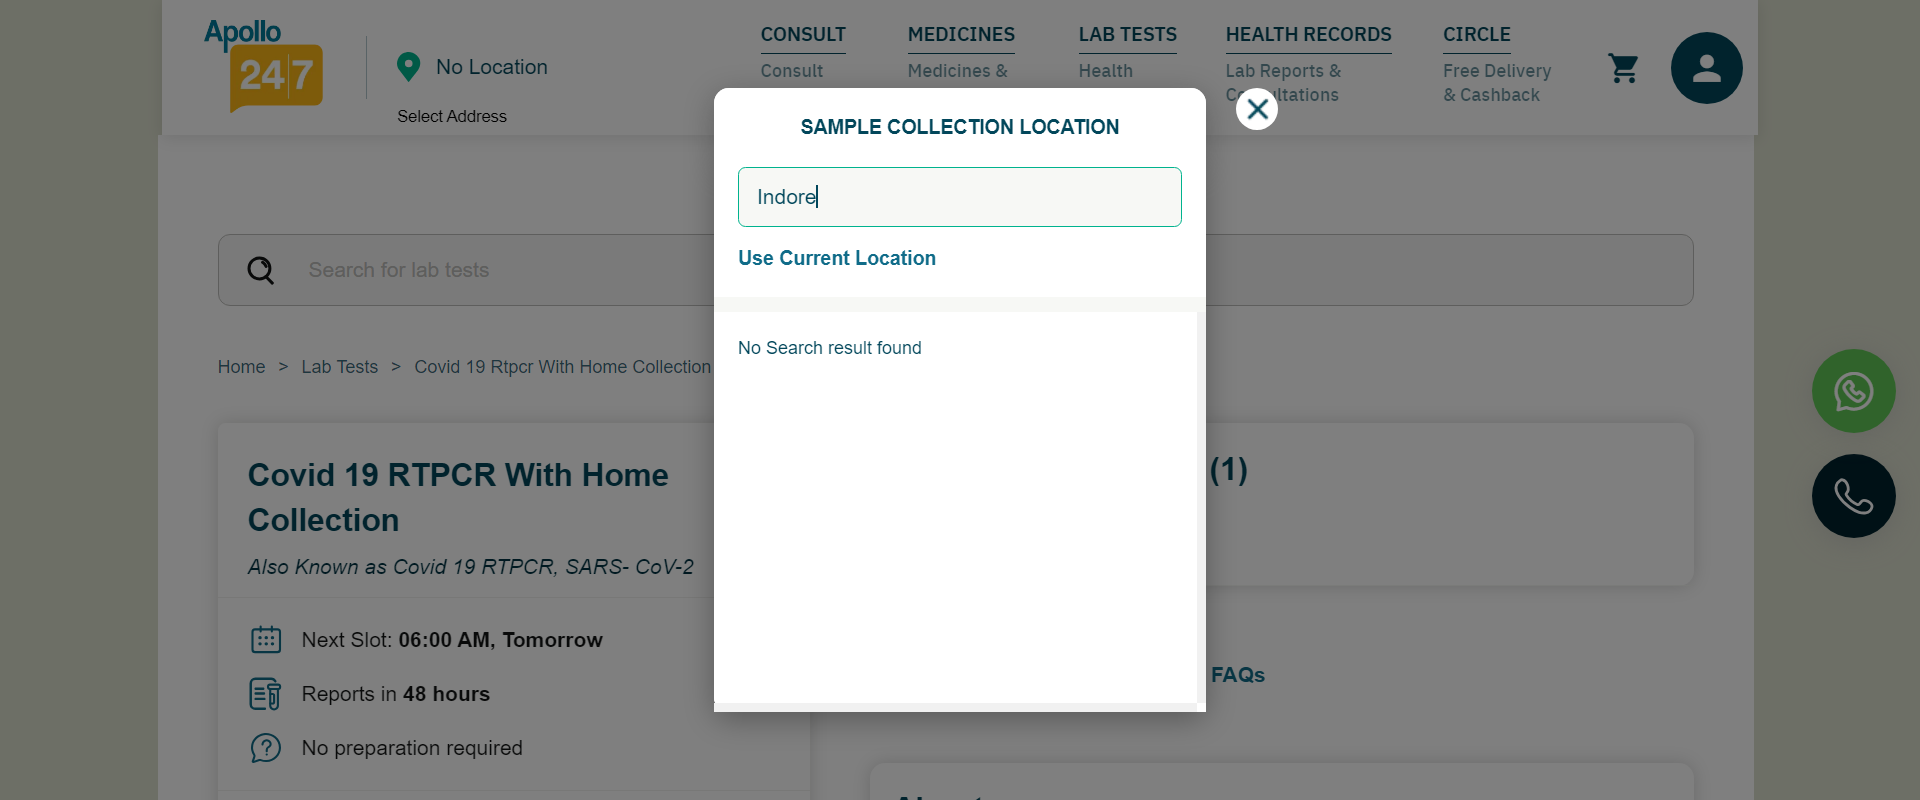 Apollo
24|7
No Location
Select Address
CONSULT
Consult
MEDICINES
Medicines &
LAB TESTS
Health
HEALTH RECORDS
Lab Reports &
CIRCLE
Free Delivery
& Cashback
SAMPLE COLLECTION LOCATION
Indore
Use Current Location
No Search result found
Search for lab tests
Home > Lab Tests > Covid 19 Rtpcr With Home Collection
Covid 19 RTPCR With Home
Collection
Also Known as Covid 19 RTPCR, SARS- CoV-2
Next Slot: 06:00 AM, Tomorrow
Reports in 48 hours
No preparation required
(1)
FAQs